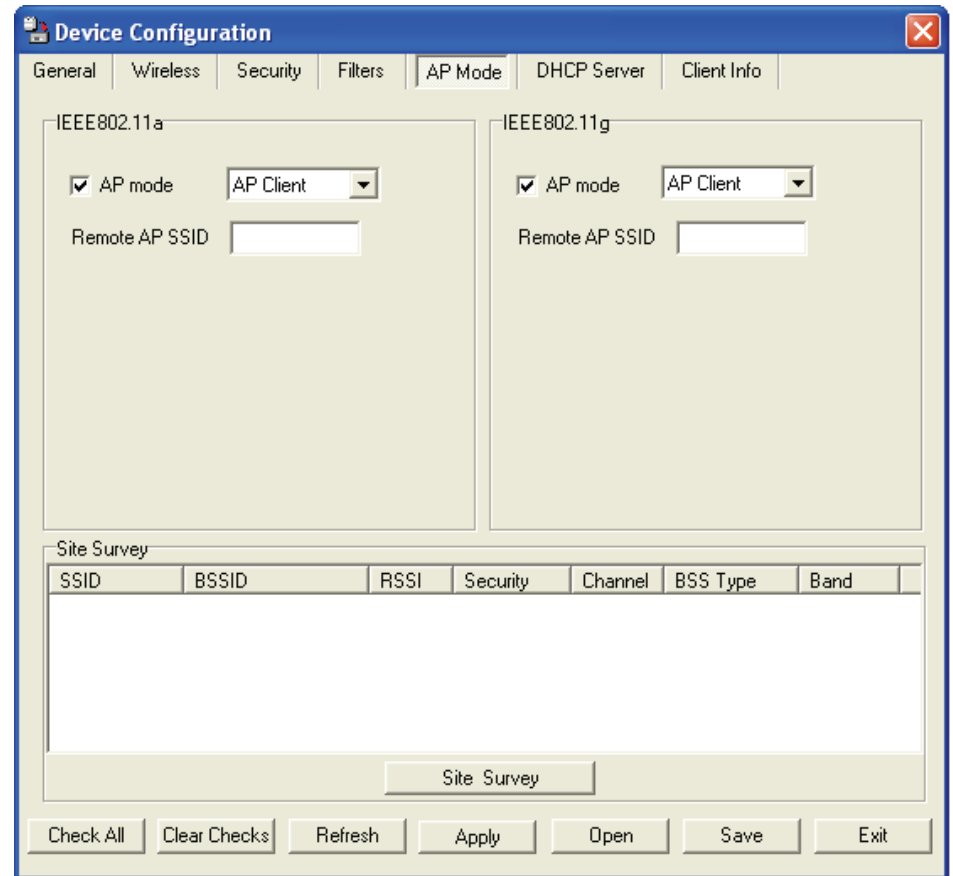 Device Configuration
General Wireless Security Filters AP Mode DHCP Server Client Info
IEEE802.11a
AP mode AP Client
Remote AP SSID
IEEE802.11g
AP mode AP Client
Remote AP SSID
Site Survey
SSID BSSID RSSI Security Channel BSS Type Band
Site Survey
Check All Clear Checks Refresh Apply Open Save Exit